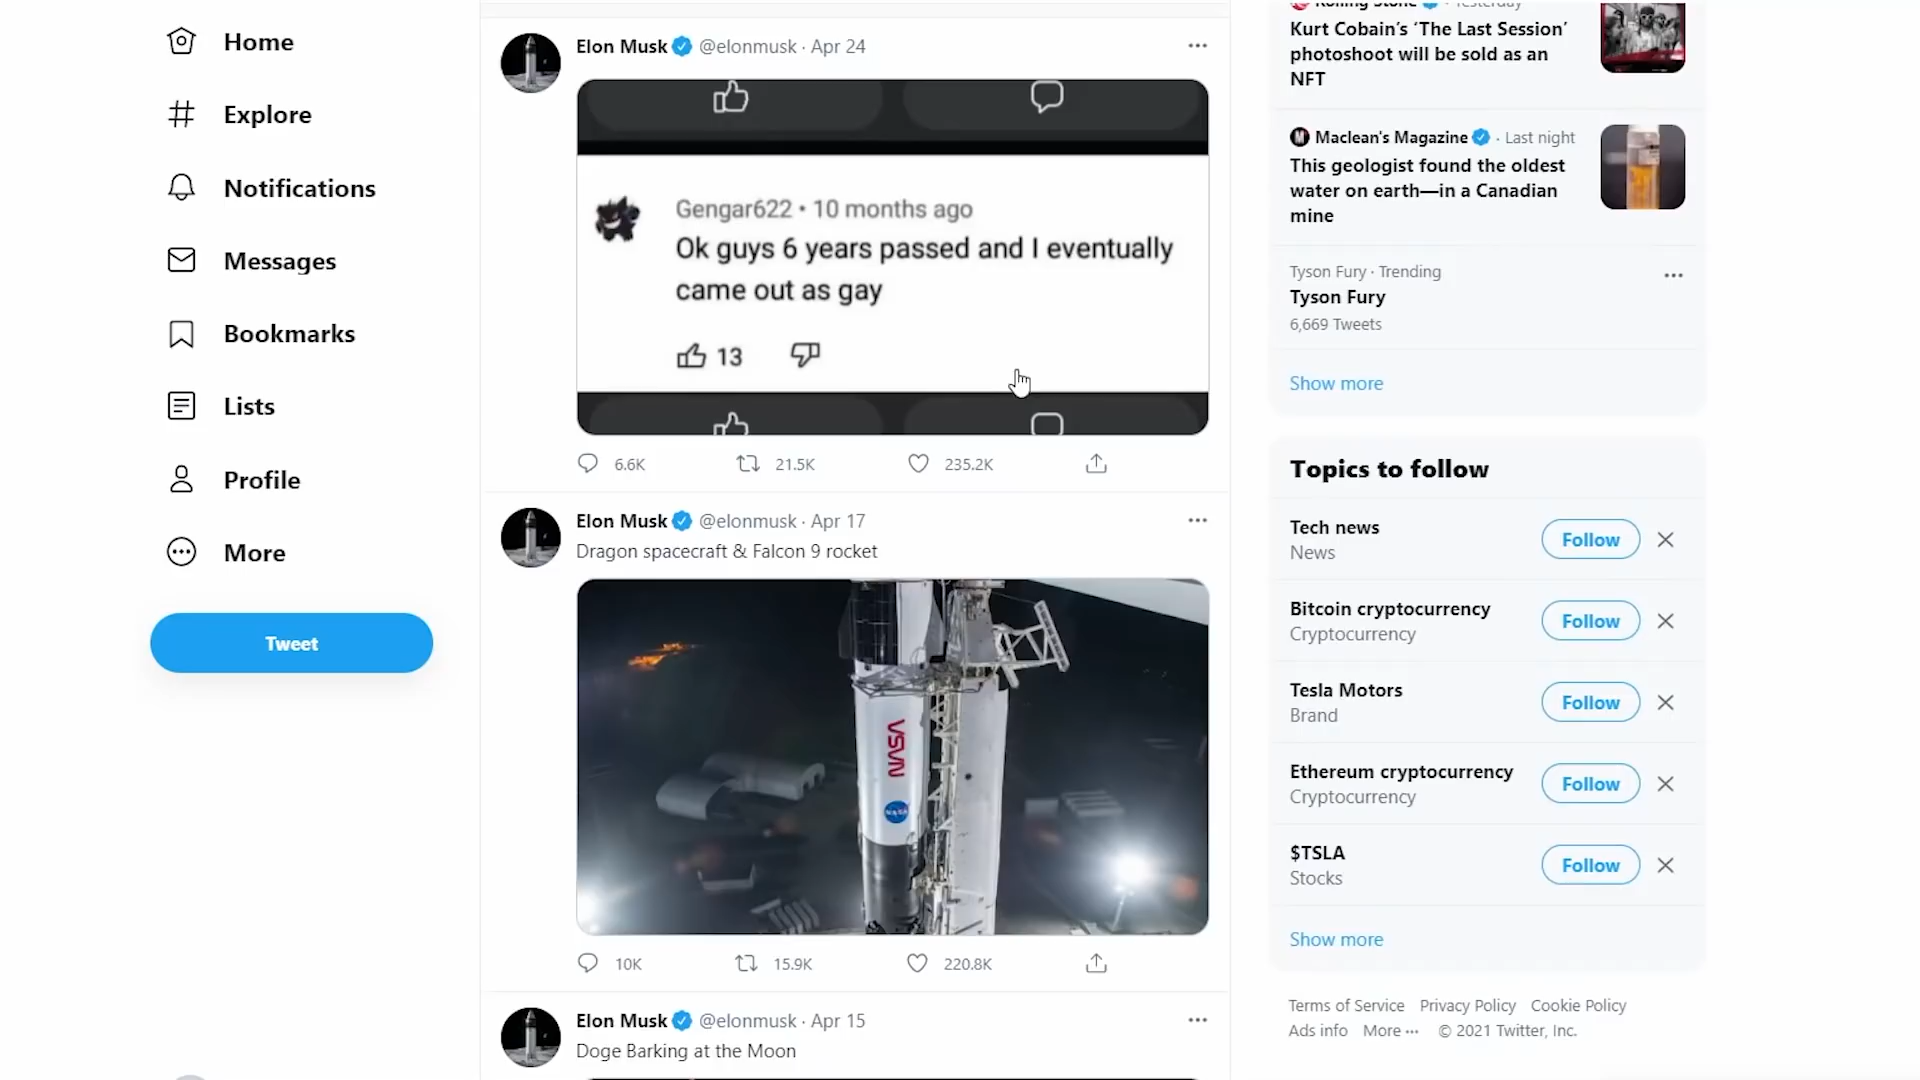 Home
Explore
Notifications
Messages
Bookmarks
Lists
Profile
More
Tweet
Elon Musk @elonmusk · Apr 24
Gengar622 • 10 months ago
Ok guys 6 years passed and I eventually
came out as gay
13
6.6K 21.5K 235.2K
Elon Musk @elonmusk · Apr 17
Dragon spacecraft & Falcon 9 rocket
NASA
NASA
10K 15.9K 220.8K
Elon Musk @elonmusk · Apr 15
Doge Barking at the Moon
Rolling Stone · Yesterday
Kurt Cobain’s ‘The Last Session’
photoshoot will be sold as an
NFT
Maclean's Magazine · Last night
This geologist found the oldest
water on earth—in a Canadian
mine
Tyson Fury · Trending
Tyson Fury
6,669 Tweets
Show more
Topics to follow
Tech news
News
Follow
Bitcoin cryptocurrency
Cryptocurrency
Follow
Tesla Motors
Brand
Follow
Ethereum cryptocurrency
Cryptocurrency
Follow
$TSLA
Stocks
Follow
Show more
Terms of Service Privacy Policy Cookie Policy
Ads info More ··· © 2021 Twitter, Inc.